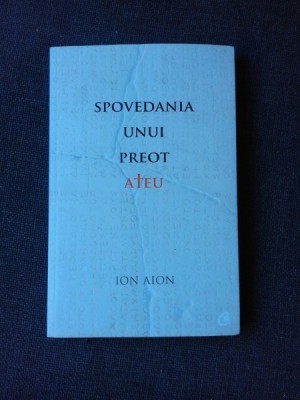 SPOVEDANIA
UNUI
PREOT
ATEU
ION AION